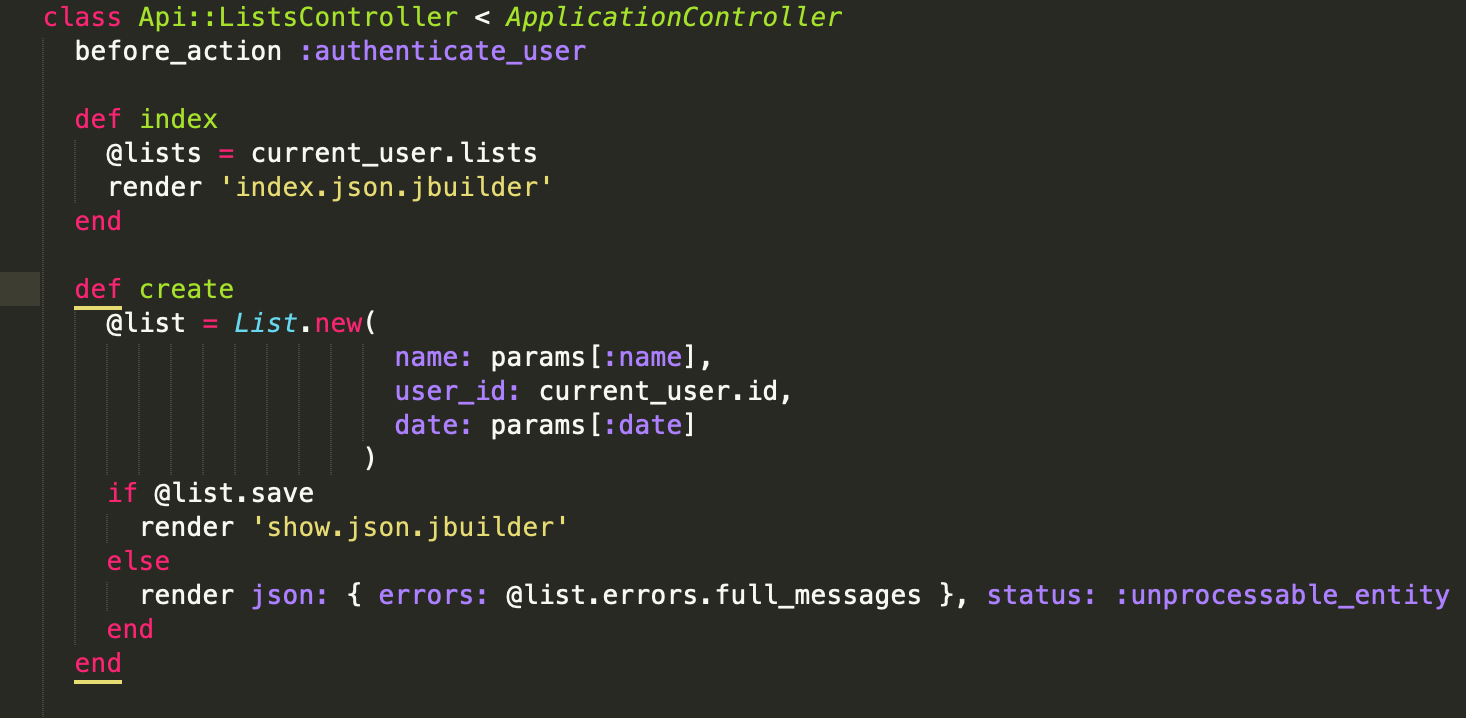 class Api::ListsController < ApplicationController
before_action :authenticate_user
def index
@lists = current_user.lists
render 'index.json.jbuilder'
end
def create
@list = List.new(
name: params[:name],
user_id: current_user.id,
date: params[:date]
)
if @list.save
render 'show.json.jbuilder'
else
render json: { errors: @list.errors.full_messages }, status: :unprocessable_entity
end
end